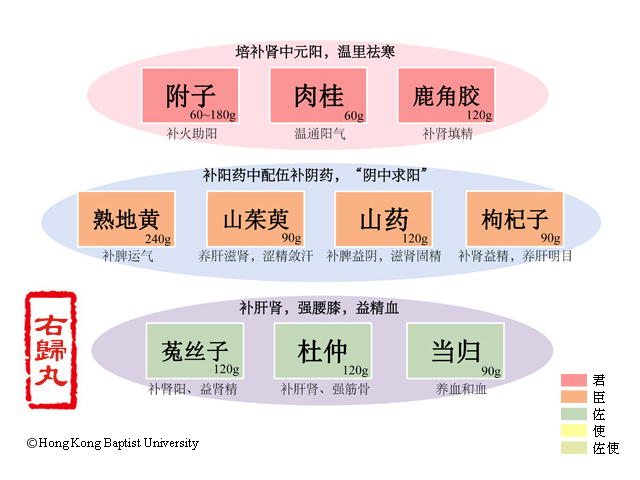 培补肾中元阳，温里祛寒
附子
60~180g
补火助阳
肉桂
60g
温通阳气
鹿角胶
120g
补肾填精
补阳药中配伍补阴药，“阴中求阳”
熟地黄
240g
补脾运气
山茱萸
90g
养肝滋肾，涩精敛汗
山药
120g
补脾益阴，滋肾固精
枸杞子
90g
补肾益精，养肝明目
补肝肾，强腰膝，益精血
菟丝子
120g
补肾阳、益肾精
杜仲
120g
补肝肾、强筋骨
当归
90g
养血和血
右歸丸
君
臣
佐
使
佐使
©Hong Kong Baptist University